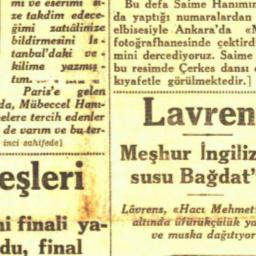 mi ve eserimi si-
ze takdim edece-
ğimi zatıâlinize
bildirmesini İs-
tanbul'daki ve-
kilime yazmış-
tım.
Paris'e gelen
da, Mübeccel Hanı-
elere tercih edenler
de varım ve bu ter-
inci sahifede)
eşleri
ni finali ya-
du, final
Bu defa Saime Hanımın
da yaptığı numaralardan
elbisesiyle Ankara'da
fotoğrafhanesinde çektird
mini dercediyoruz. Saime
bu resimde Çerkes dansı
kıyafetle görülmektedir.]
Lavren
Meşhur İngiliz
susu Bağdat'
Lâvrens, «Hacı Mehmet
altında üfürükçülük ya
ve muska dağıtıyor